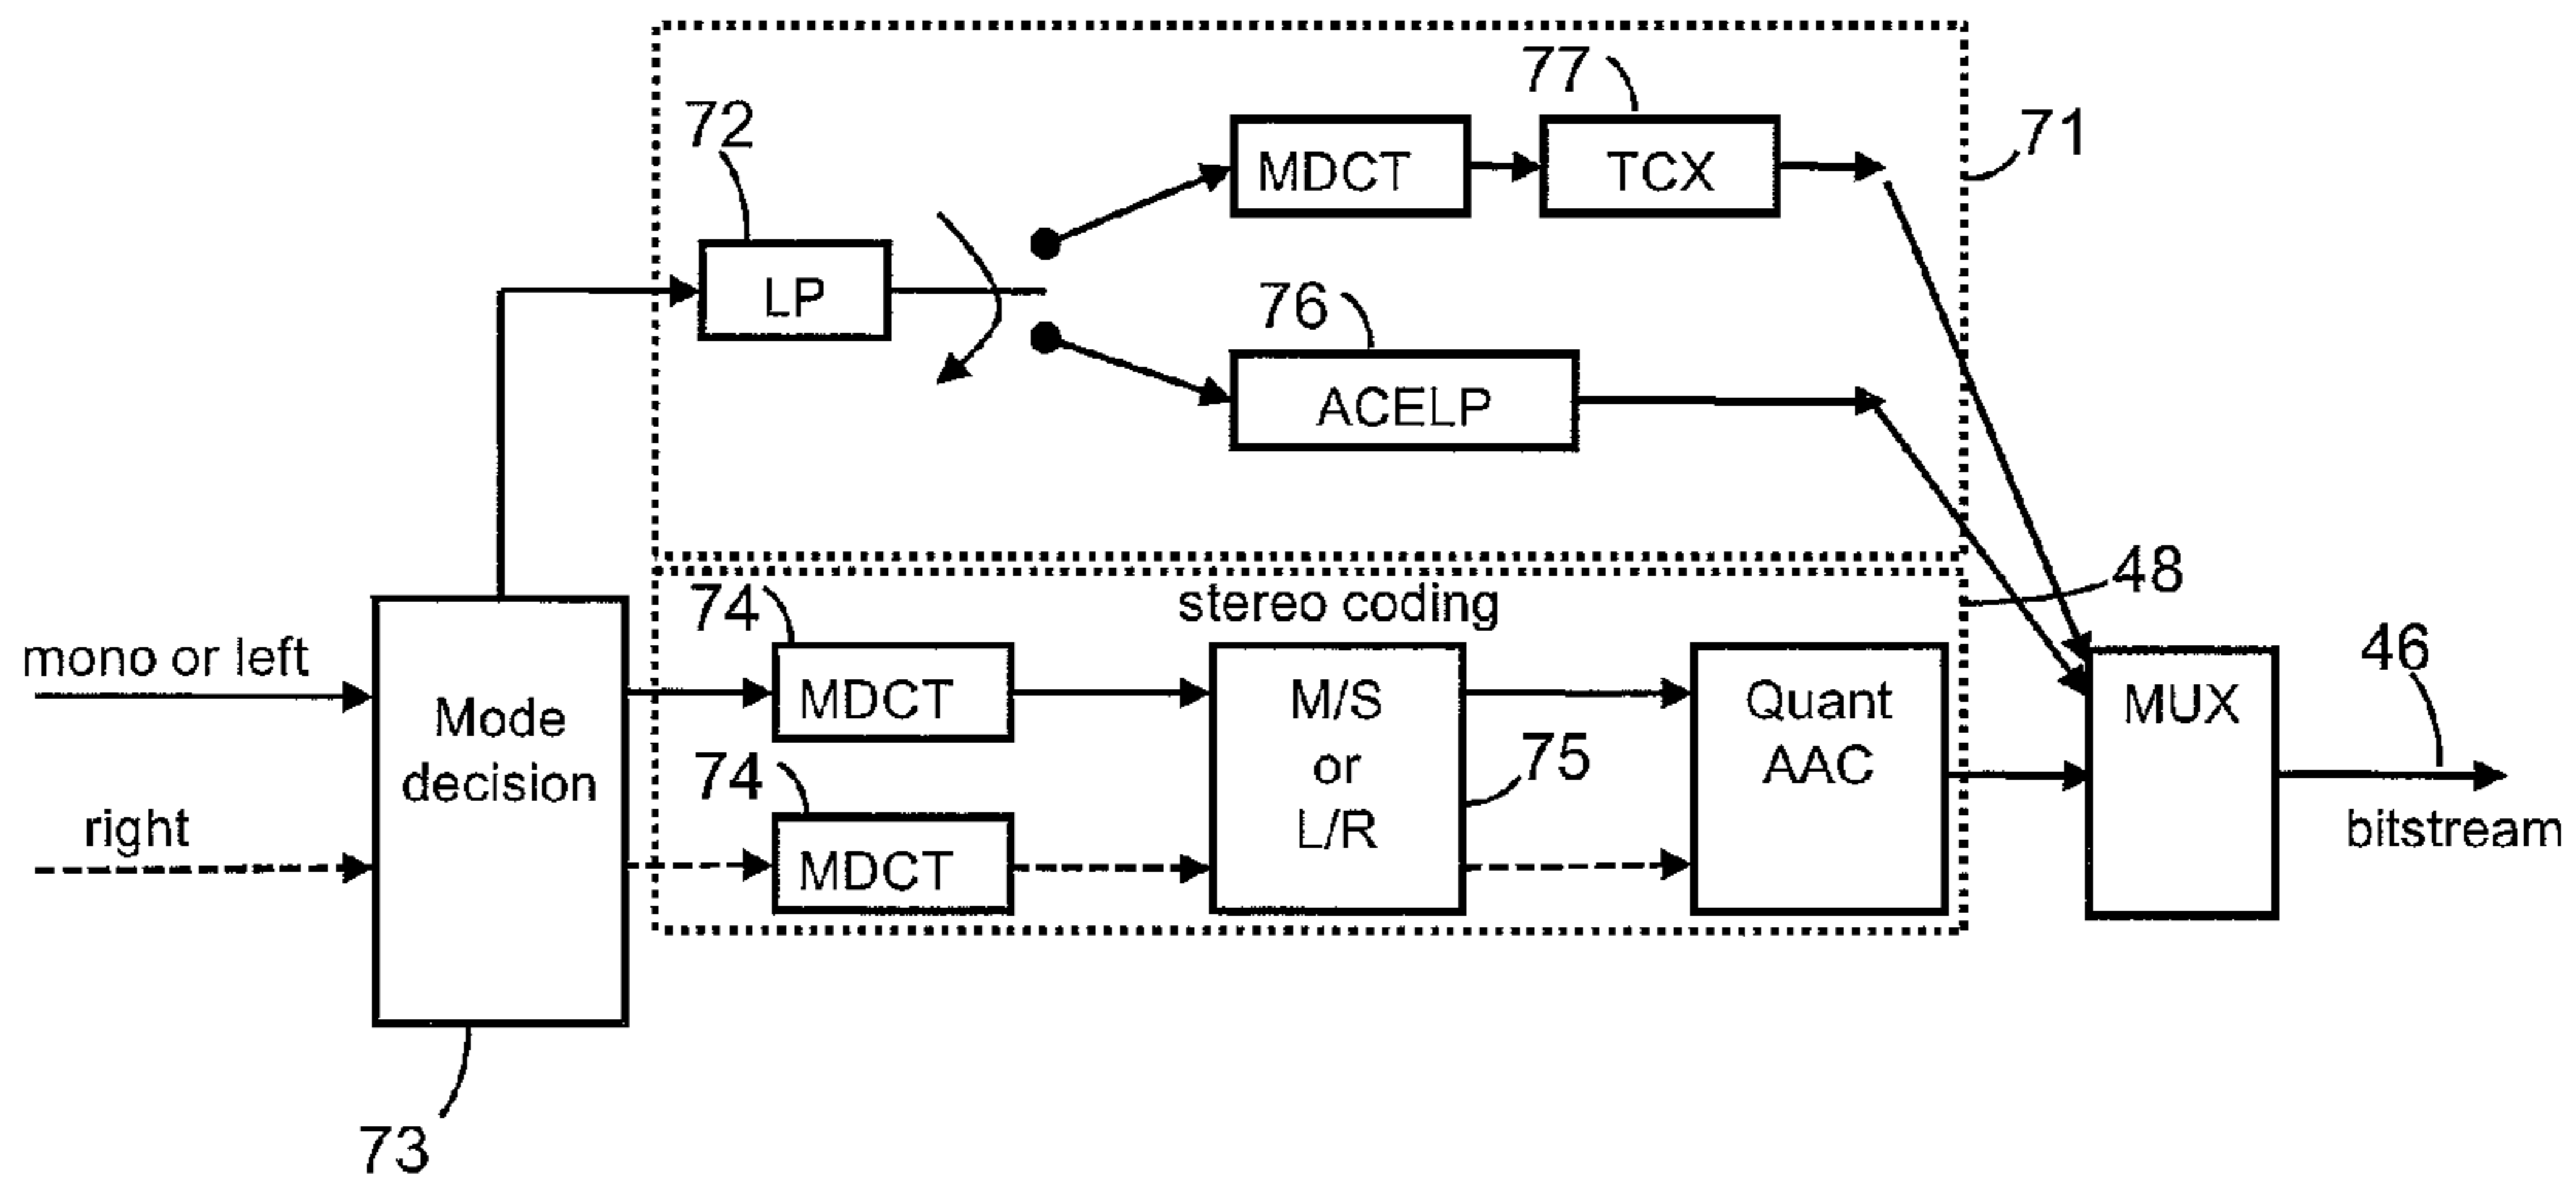 77
72
71
MDCT
TCX
LP
76
ACELP
74
stereo coding
48
mono or left
46
MDCT
M/S
or
L/R
75
Quant
AAC
MUX
Mode
decision
74
right
MDCT
bitstream
73